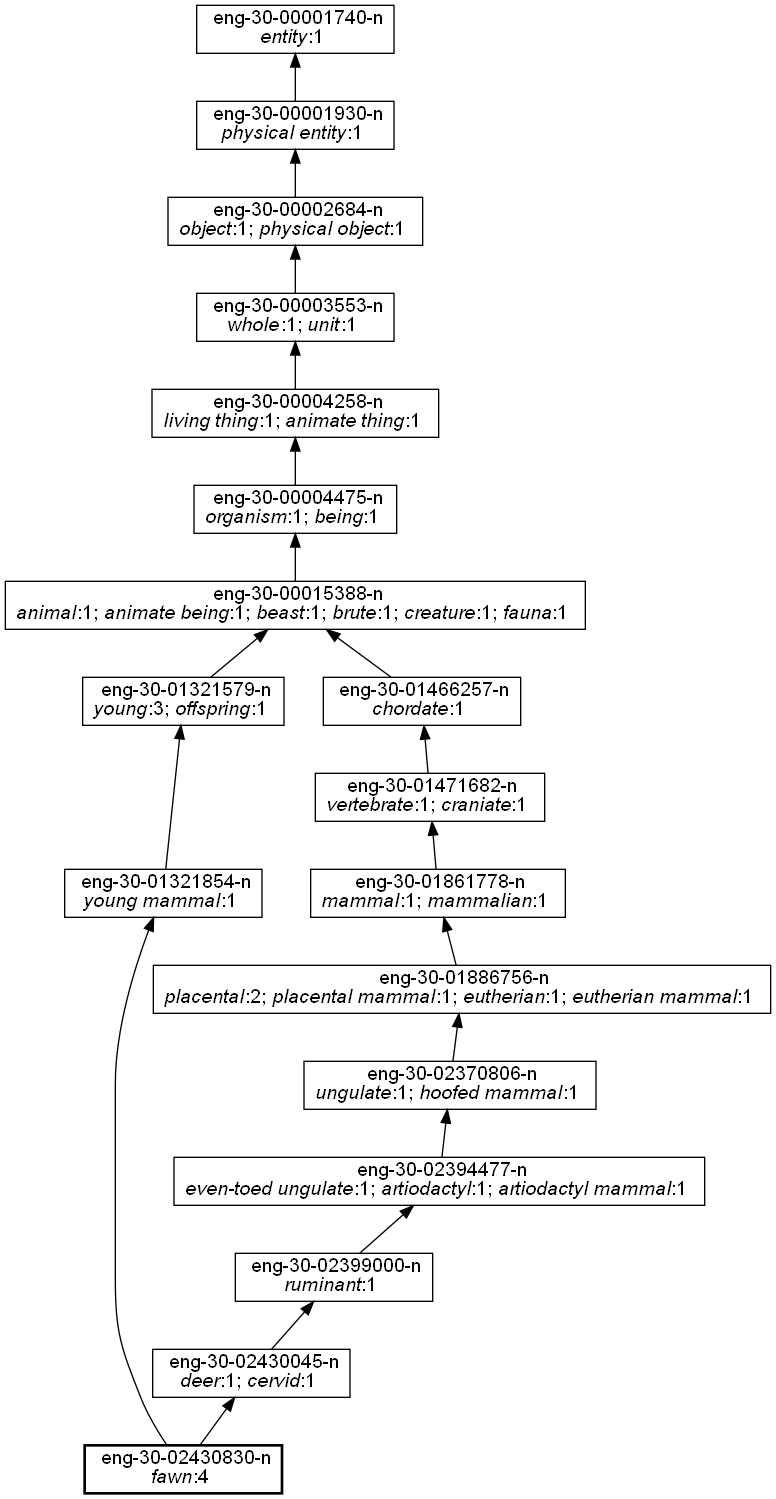 eng-30-00001740-n
entity:1
eng-30-00001930-n
physical entity:1
eng-30-00002684-n
object:1; physical object:1
eng-30-00003553-n
whole:1; unit:1
eng-30-00004258-n
living thing:1; animate thing:1
eng-30-00004475-n
organism:1; being:1
eng-30-00015388-n
animal:1; animate being:1; beast:1; brute:1; creature:1; fauna:1
eng-30-01321579-n
young:3; offspring:1
eng-30-01466257-n
chordate:1
eng-30-01471682-n
vertebrate:1; craniate:1
eng-30-01321854-n
young mammal:1
eng-30-01861778-n
mammal:1; mammalian:1
eng-30-01886756-n
placental:2; placental mammal:1; eutherian:1; eutherian mammal:1
eng-30-02370806-n
ungulate:1; hoofed mammal:1
eng-30-02394477-n
even-toed ungulate:1; artiodactyl:1; artiodactyl mammal:1
eng-30-02399000-n
ruminant:1
eng-30-02430045-n
deer:1; cervid:1
eng-30-02430830-n
fawn:4